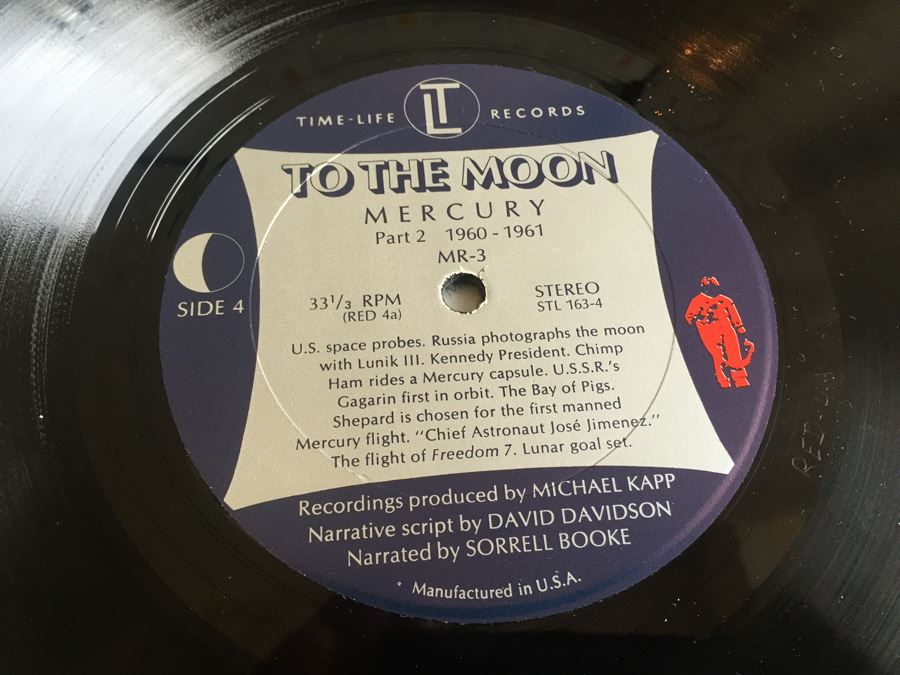 TIME-LIFE LT RECORDS
TO THE MOON
MERCURY
Part 2 1960 - 1961
MR-3
SIDE 4
33 1/3 RPM
(RED 4a)
STEREO
STL 163-4
U.S. space probes. Russia photographs the moon
with Lunik III. Kennedy President. Chimp
Ham rides a Mercury capsule. U.S.S.R.'s
Gagarin first in orbit. The Bay of Pigs.
Shepard is chosen for the first manned
Mercury flight. "Chief Astronaut José Jimenez."
The flight of Freedom 7. Lunar goal set.
Recordings produced by MICHAEL KAPP
Narrative script by DAVID DAVIDSON
Narrated by SORRELL BOOKE
Manufactured in U.S.A.